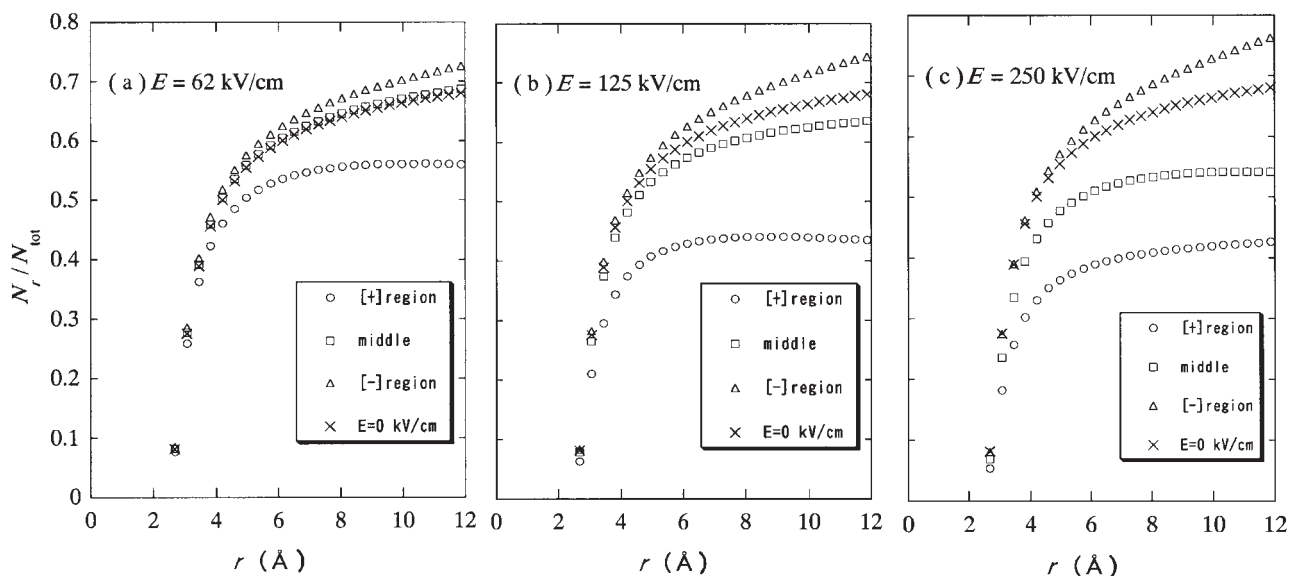 0.8
0.7
0.6
0.5
0.4
0.3
0.2
0.1
0
N_r / N_tot
( a ) E = 62 kV/cm
[+]region
middle
[-]region
E=0 kV/cm
0 2 4 6 8 10 12
r (Å)
( b ) E = 125 kV/cm
[+]region
middle
[-]region
E=0 kV/cm
0 2 4 6 8 10 12
r (Å)
( c ) E = 250 kV/cm
[+]region
middle
[-]region
E=0 kV/cm
0 2 4 6 8 10 12
r (Å)